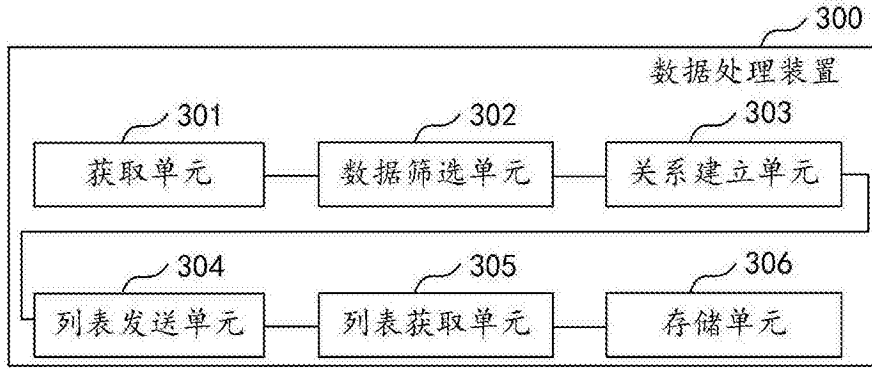 300
数据处理装置
301
302
303
获取单元
数据筛选单元
关系建立单元
304
305
306
列表发送单元
列表获取单元
存储单元